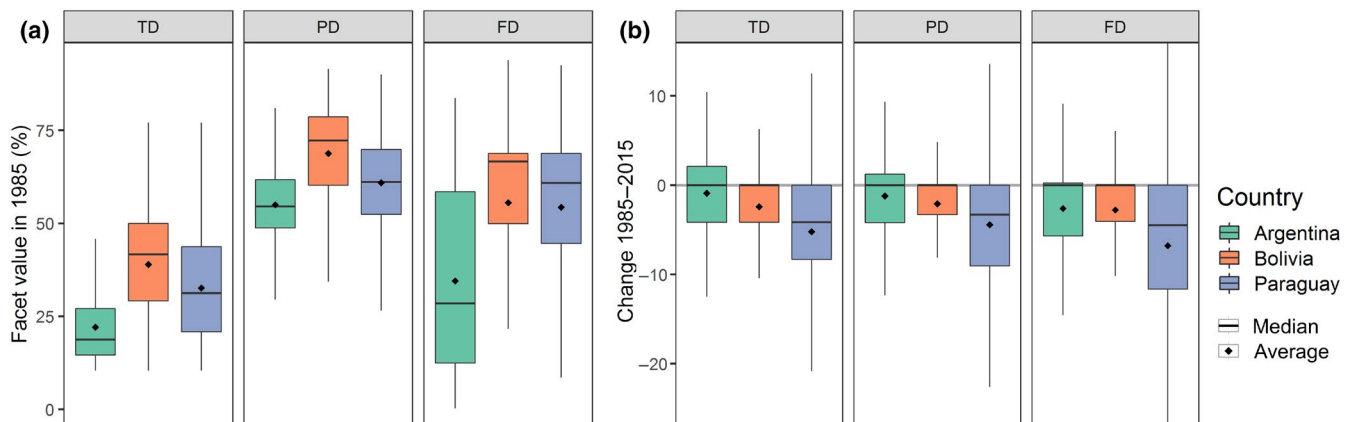 (a)
TD
PD
FD
Facet value in 1985 (%)
75
50
25
0
(b)
TD
PD
FD
Change 1985–2015
10
0
−10
−20
Country
Argentina
Bolivia
Paraguay
Median
Average